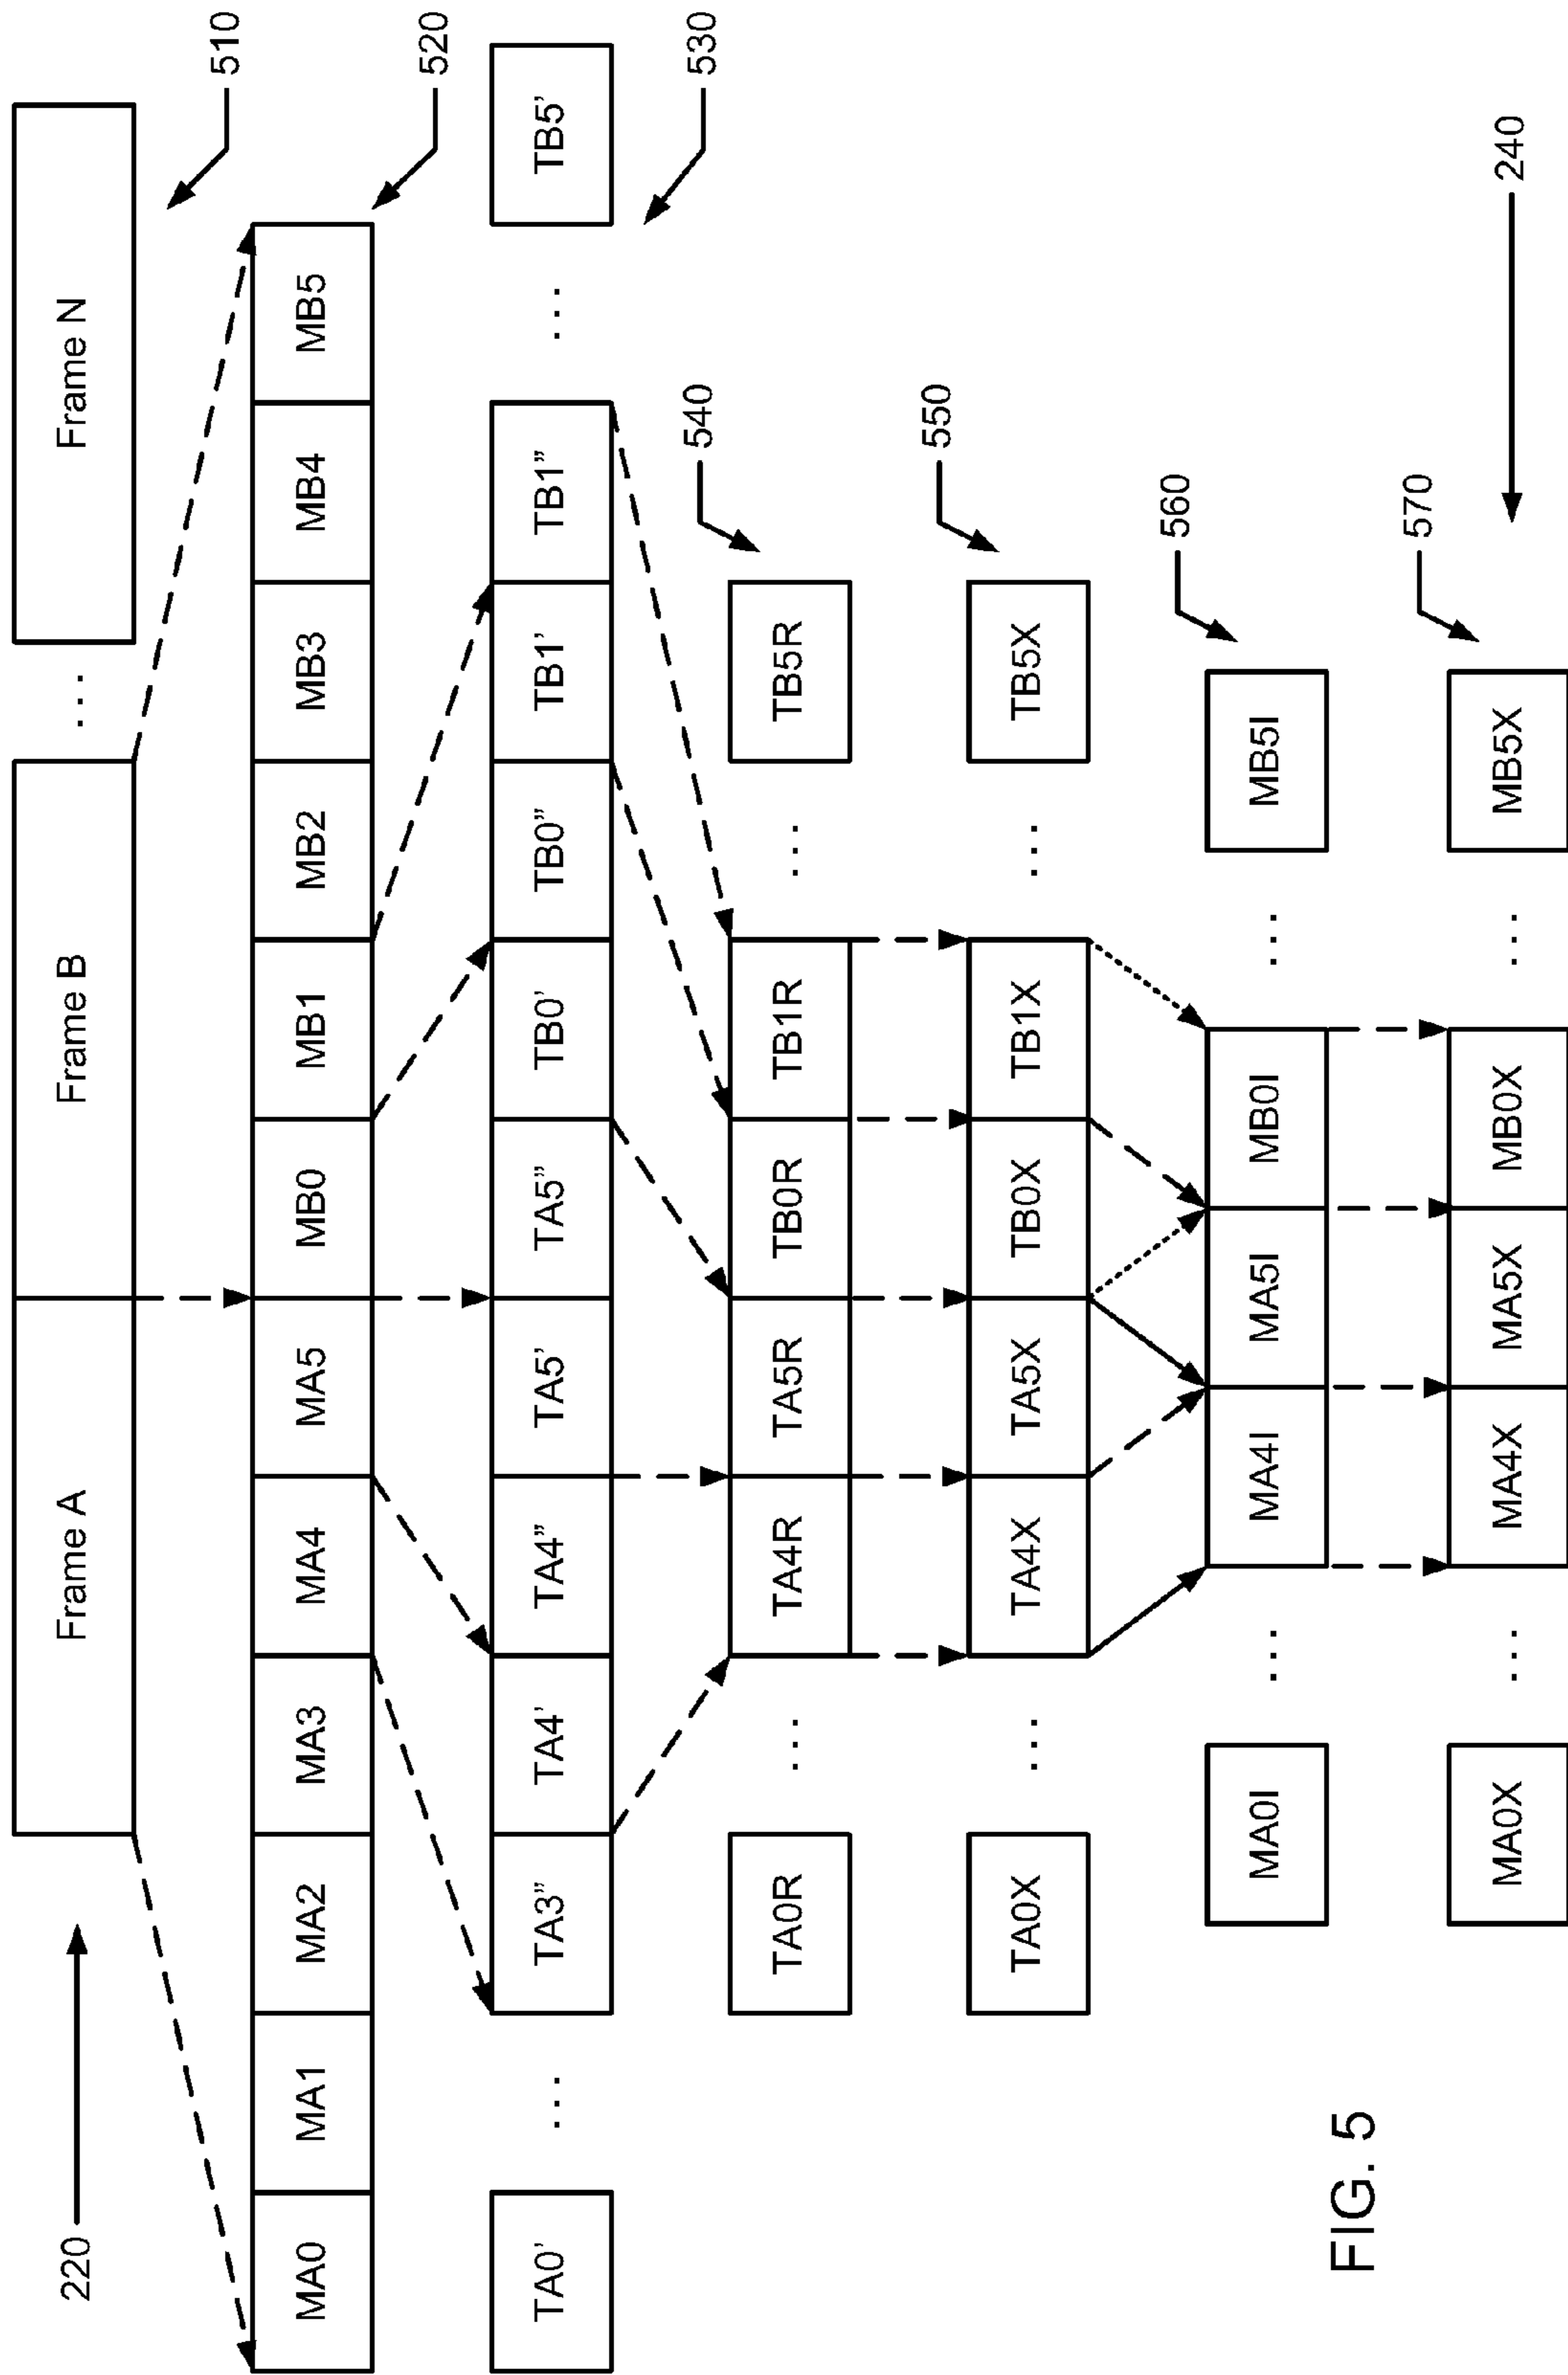 220
Frame A
Frame B
...
Frame N
510
MA0
MA1
MA2
MA3
MA4
MA5
MB0
MB1
MB2
MB3
MB4
MB5
520
TA0'
...
TA3”
TA4'
TA4”
TA5'
TA5”
TB0'
TB0”
TB1'
TB1”
...
TB5'
530
TA0R
...
TA4R
TA5R
TB0R
TB1R
...
TB5R
540
TA0X
...
TA4X
TA5X
TB0X
TB1X
...
TB5X
550
MA0I
...
MA4I
MA5I
MB0I
...
MB5I
560
MA0X
...
MA4X
MA5X
MB0X
...
MB5X
570
240
FIG. 5